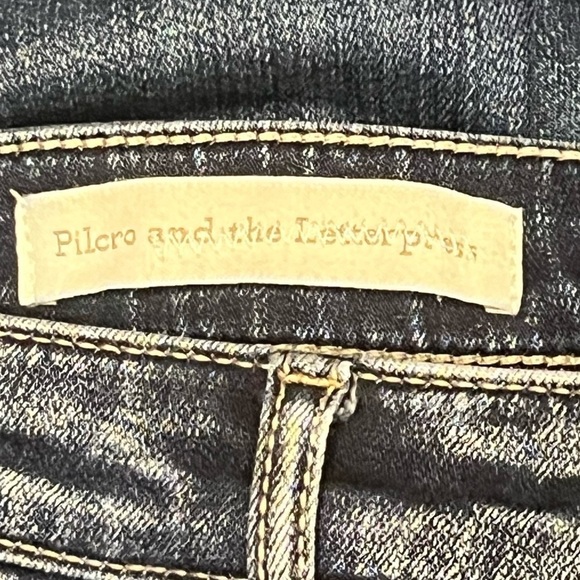 Pilcro and the Letterpress